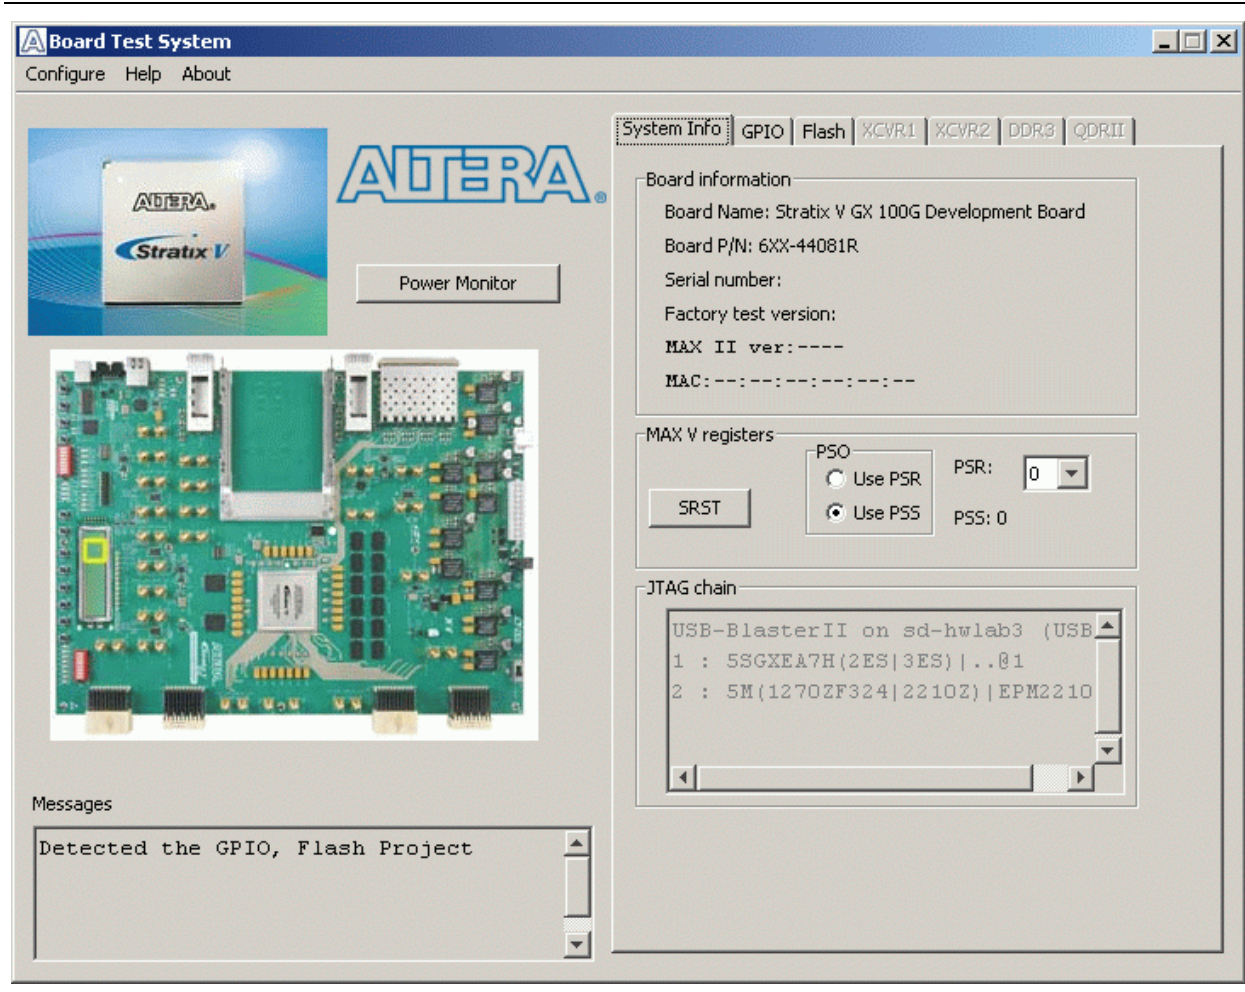 Board Test System
Configure Help About
ALTERA®
ALTERA®
Stratix V
Power Monitor
System Info GPIO Flash XCVR1 XCVR2 DDR3 QDRII
Board information
Board Name: Stratix V GX 100G Development Board
Board P/N: 6XX-44081R
Serial number:
Factory test version:
MAX II ver:----
MAC:--:--:--:--:--:--
MAX V registers
SRST
PSO
Use PSR
Use PSS
PSR: 0
PSS: 0
JTAG chain
USB-BlasterII on sd-hwlab3 (USB
1 : 5SGXEA7H(2ES|3ES)|..@1
2 : 5M(1270ZF324|2210Z)|EPM2210
Messages
Detected the GPIO, Flash Project